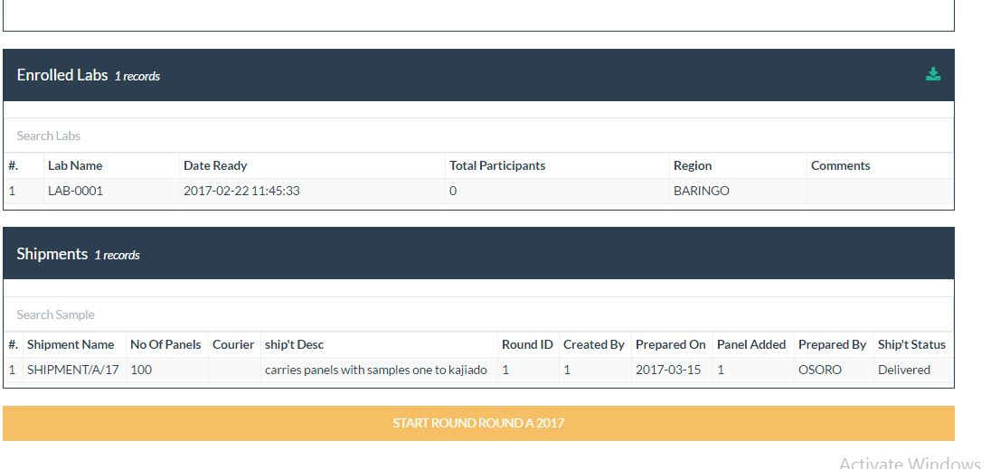 Enrolled Labs 1 records
Search Labs
#. Lab Name Date Ready Total Participants Region Comments
1 LAB-0001 2017-02-22 11:45:33 0 BARINGO
Shipments 1 records
Search Sample
#. Shipment Name No Of Panels Courier ship't Desc Round ID Created By Prepared On Panel Added Prepared By Ship't Status
1 SHIPMENT/A/17 100 carries panels with samples one to kajiado 1 1 2017-03-15 1 OSORO Delivered
START ROUND ROUND A 2017
Activate Windows